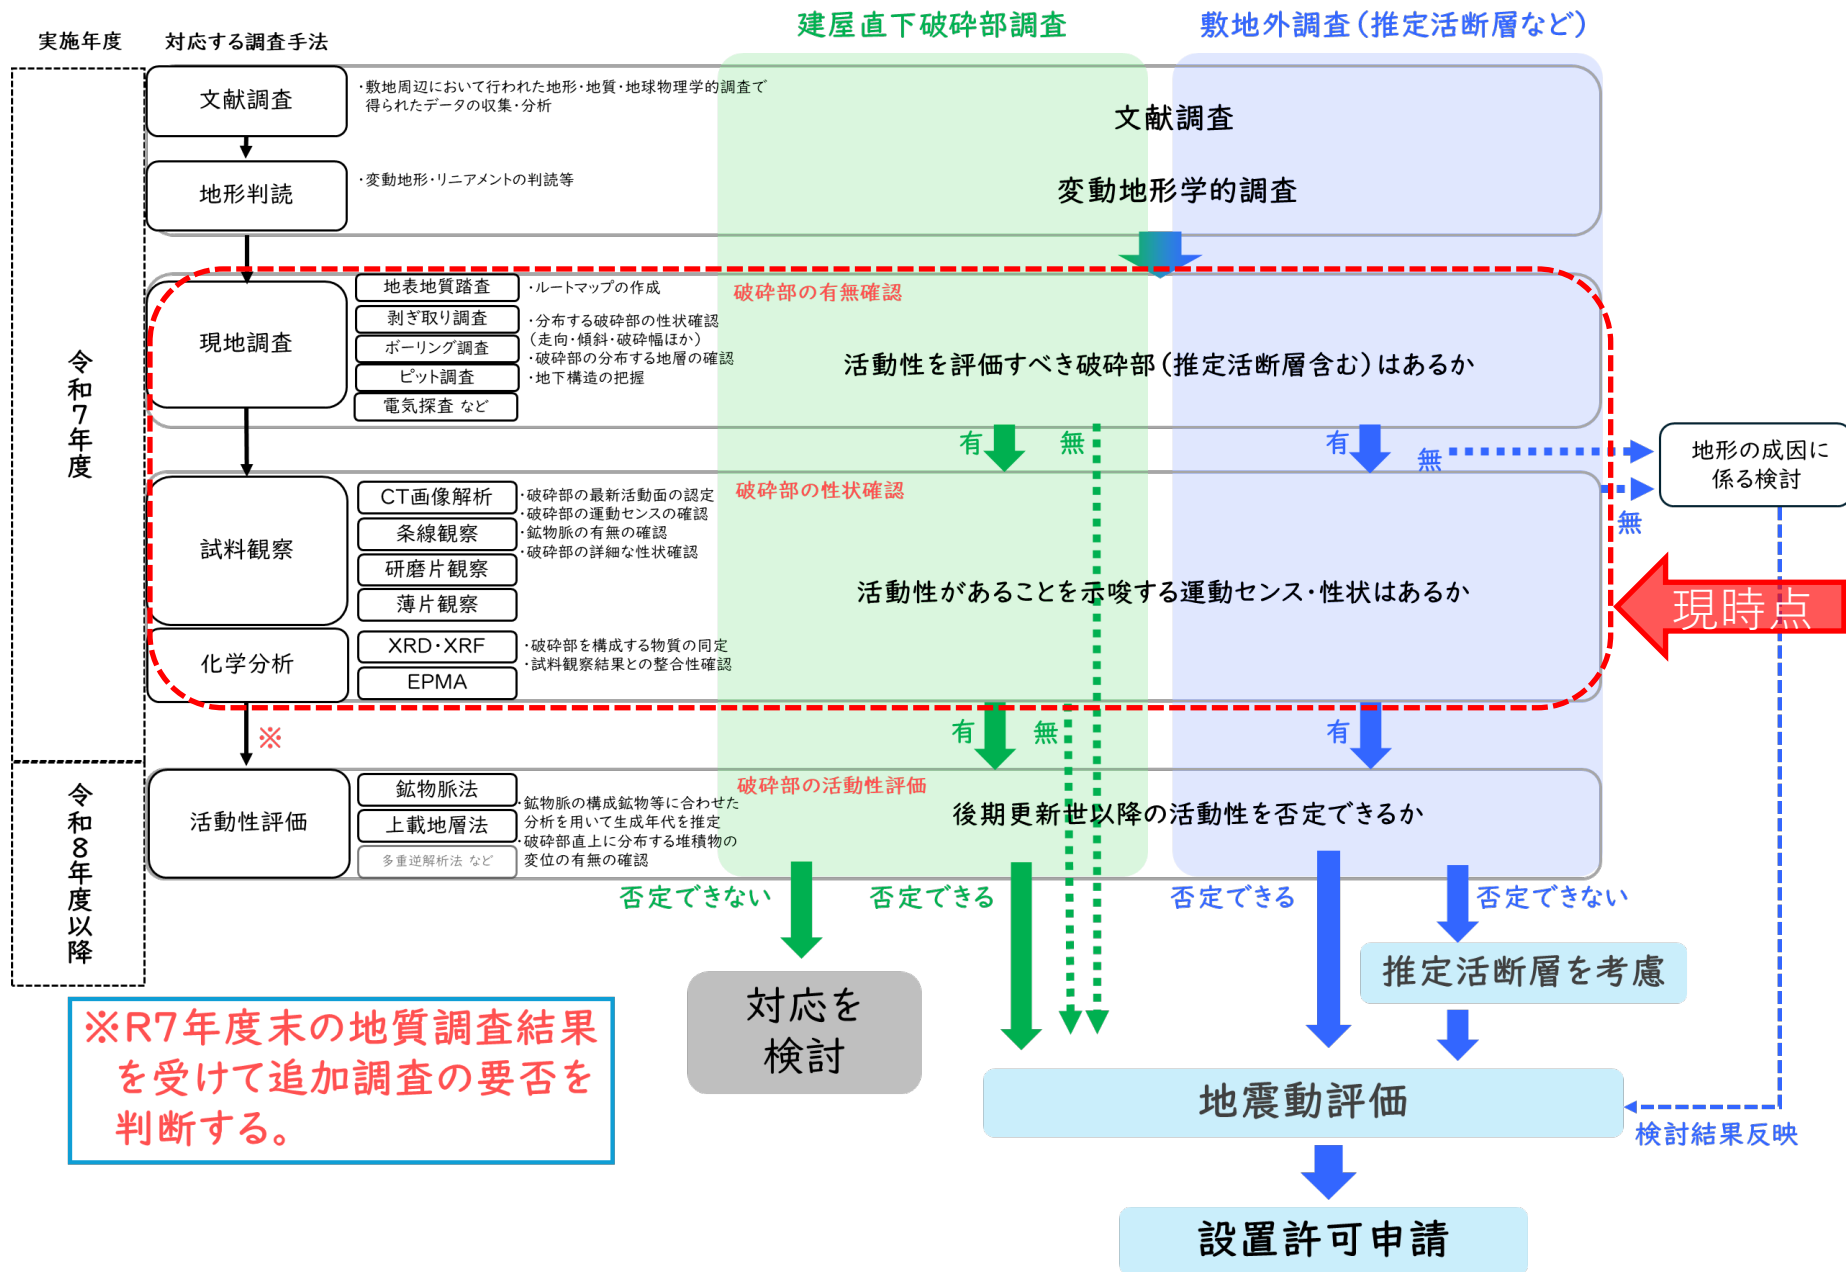 建屋直下破砕部調査
敷地外調査(推定活断層など)
実施年度
対応する調査手法
令和7年度
文献調査
・敷地周辺において行われた地形・地質・地球物理学的調査で
得られたデータの収集・分析
文献調査
地形判読
・変動地形・リニアメントの判読等
変動地形学的調査
現地調査
地表地質踏査
・ルートマップの作成
剥ぎ取り調査
・分布する破砕部の性状確認
(走向・傾斜・破砕幅ほか)
ボーリング調査
・破砕部の分布する地層の確認
ピット調査
・地下構造の把握
電気探査 など
破砕部の有無確認
活動性を評価すべき破砕部(推定活断層含む)はあるか
有
無
有
無
地形の成因に
係る検討
無
試料観察
CT画像解析
・破砕部の最新活動面の認定
・破砕部の運動センスの確認
条線観察
・鉱物脈の有無の確認
・破砕部の詳細な性状確認
研磨片観察
薄片観察
破砕部の性状確認
活動性があることを示唆する運動センス・性状はあるか
現時点
化学分析
XRD・XRF
・破砕部を構成する物質の同定
・試料観察結果との整合性確認
EPMA
※
有
無
有
令和8年度以降
活動性評価
鉱物脈法
・鉱物脈の構成鉱物等に合わせた
分析を用いて生成年代を推定
上載地層法
・破砕部直上に分布する堆積物の
変位の有無の確認
多重逆解析法 など
破砕部の活動性評価
後期更新世以降の活動性を否定できるか
否定できない
否定できる
否定できる
否定できない
推定活断層を考慮
対応を
検討
※R7年度末の地質調査結果
を受けて追加調査の要否を
判断する。
地震動評価
検討結果反映
設置許可申請